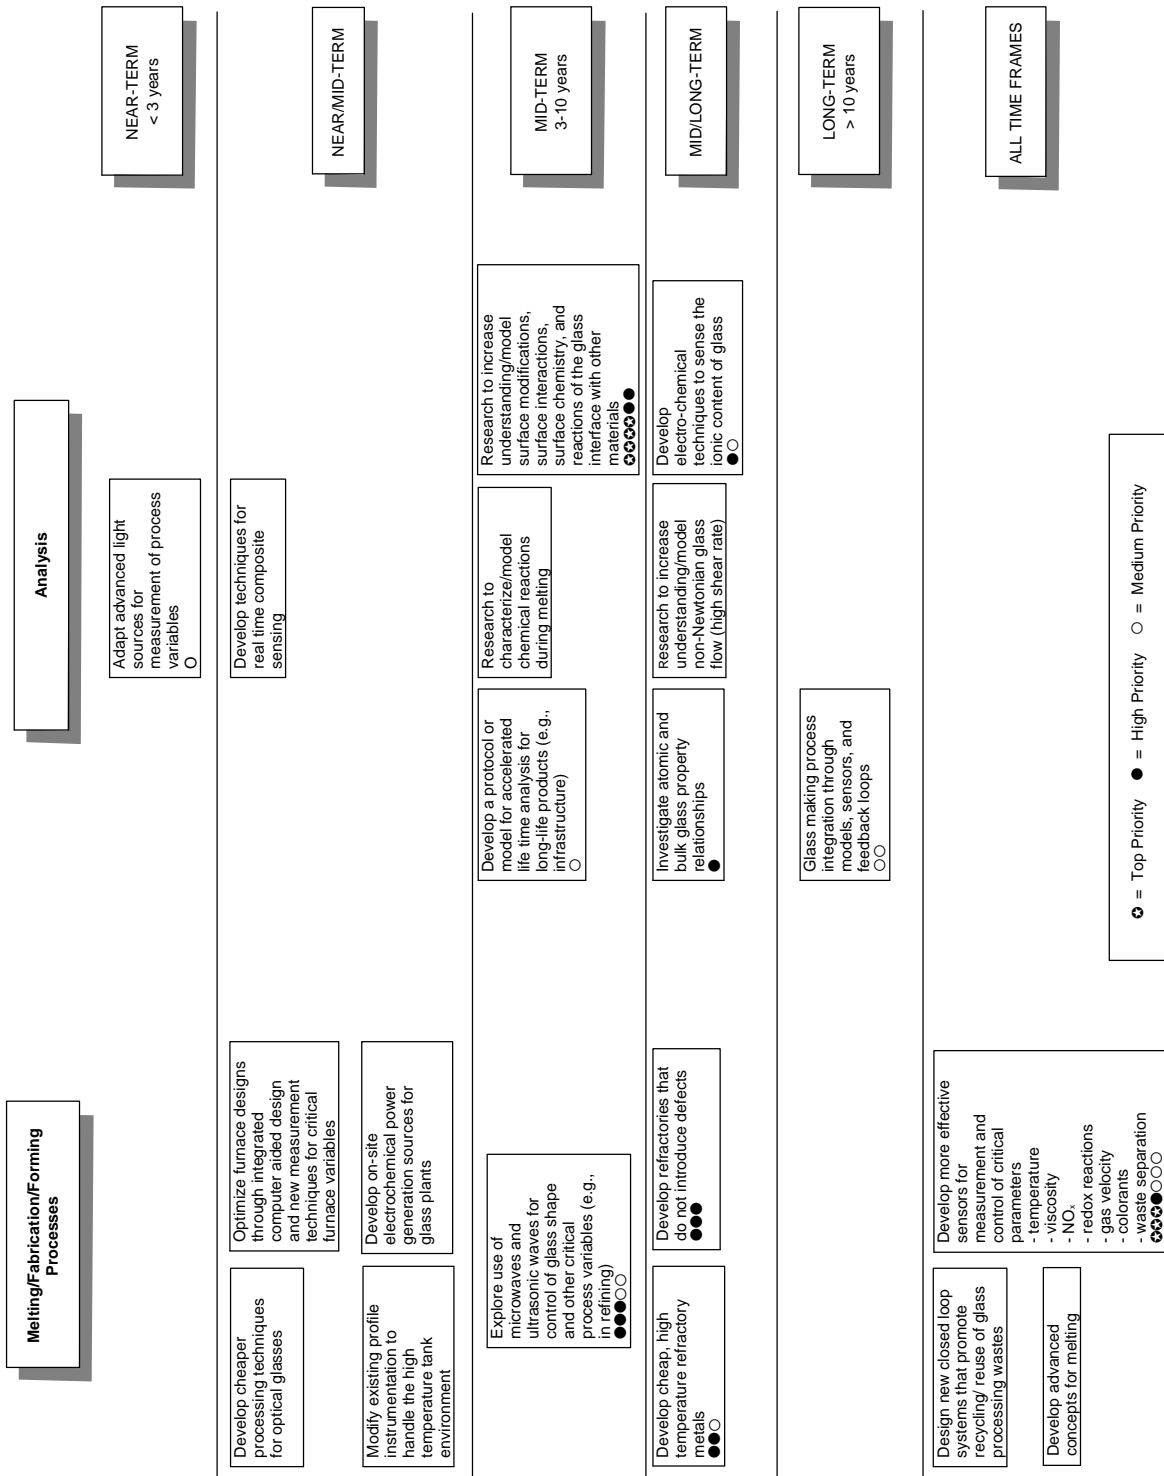 Melting/Fabrication/Forming
Processes
Analysis
NEAR-TERM
< 3 years
Adapt advanced light
sources for
measurement of process
variables
○
NEAR/MID-TERM
Develop cheaper
processing techniques
for optical glasses
Optimize furnace designs
through integrated
computer aided design
and new measurement
techniques for critical
furnace variables
Develop techniques for
real time composite
sensing
Modify existing profile
instrumentation to
handle the high
temperature tank
environment
Develop on-site
electrochemical power
generation sources for
glass plants
MID-TERM
3-10 years
Explore use of
microwaves and
ultrasonic waves for
control of glass shape
and other critical
process variables (e.g.,
in refining)
●●●○○
Develop a protocol or
model for accelerated
life time analysis for
long-life products (e.g.,
infrastructure)
○
Research to
characterize/model
chemical reactions
during melting
Research to increase
understanding/model
surface modifications,
surface interactions,
surface chemistry, and
reactions of the glass
interface with other
materials
✪✪✪✪●●
MID/LONG-TERM
Develop cheap, high
temperature refractory
metals
●●○
Develop refractories that
do not introduce defects
●●●
Investigate atomic and
bulk glass property
relationships
●
Research to increase
understanding/model
non-Newtonian glass
flow (high shear rate)
Develop
electro-chemical
techniques to sense the
ionic content of glass
●○
LONG-TERM
> 10 years
Glass making process
integration through
models, sensors, and
feedback loops
○○
ALL TIME FRAMES
Design new closed loop
systems that promote
recycling/ reuse of glass
processing wastes
Develop advanced
concepts for melting
Develop more effective
sensors for
measurement and
control of critical
parameters
- temperature
- viscosity
- NOₓ
- redox reactions
- gas velocity
- colorants
- waste separation
✪✪✪●○○○
✪ = Top Priority ● = High Priority ○ = Medium Priority